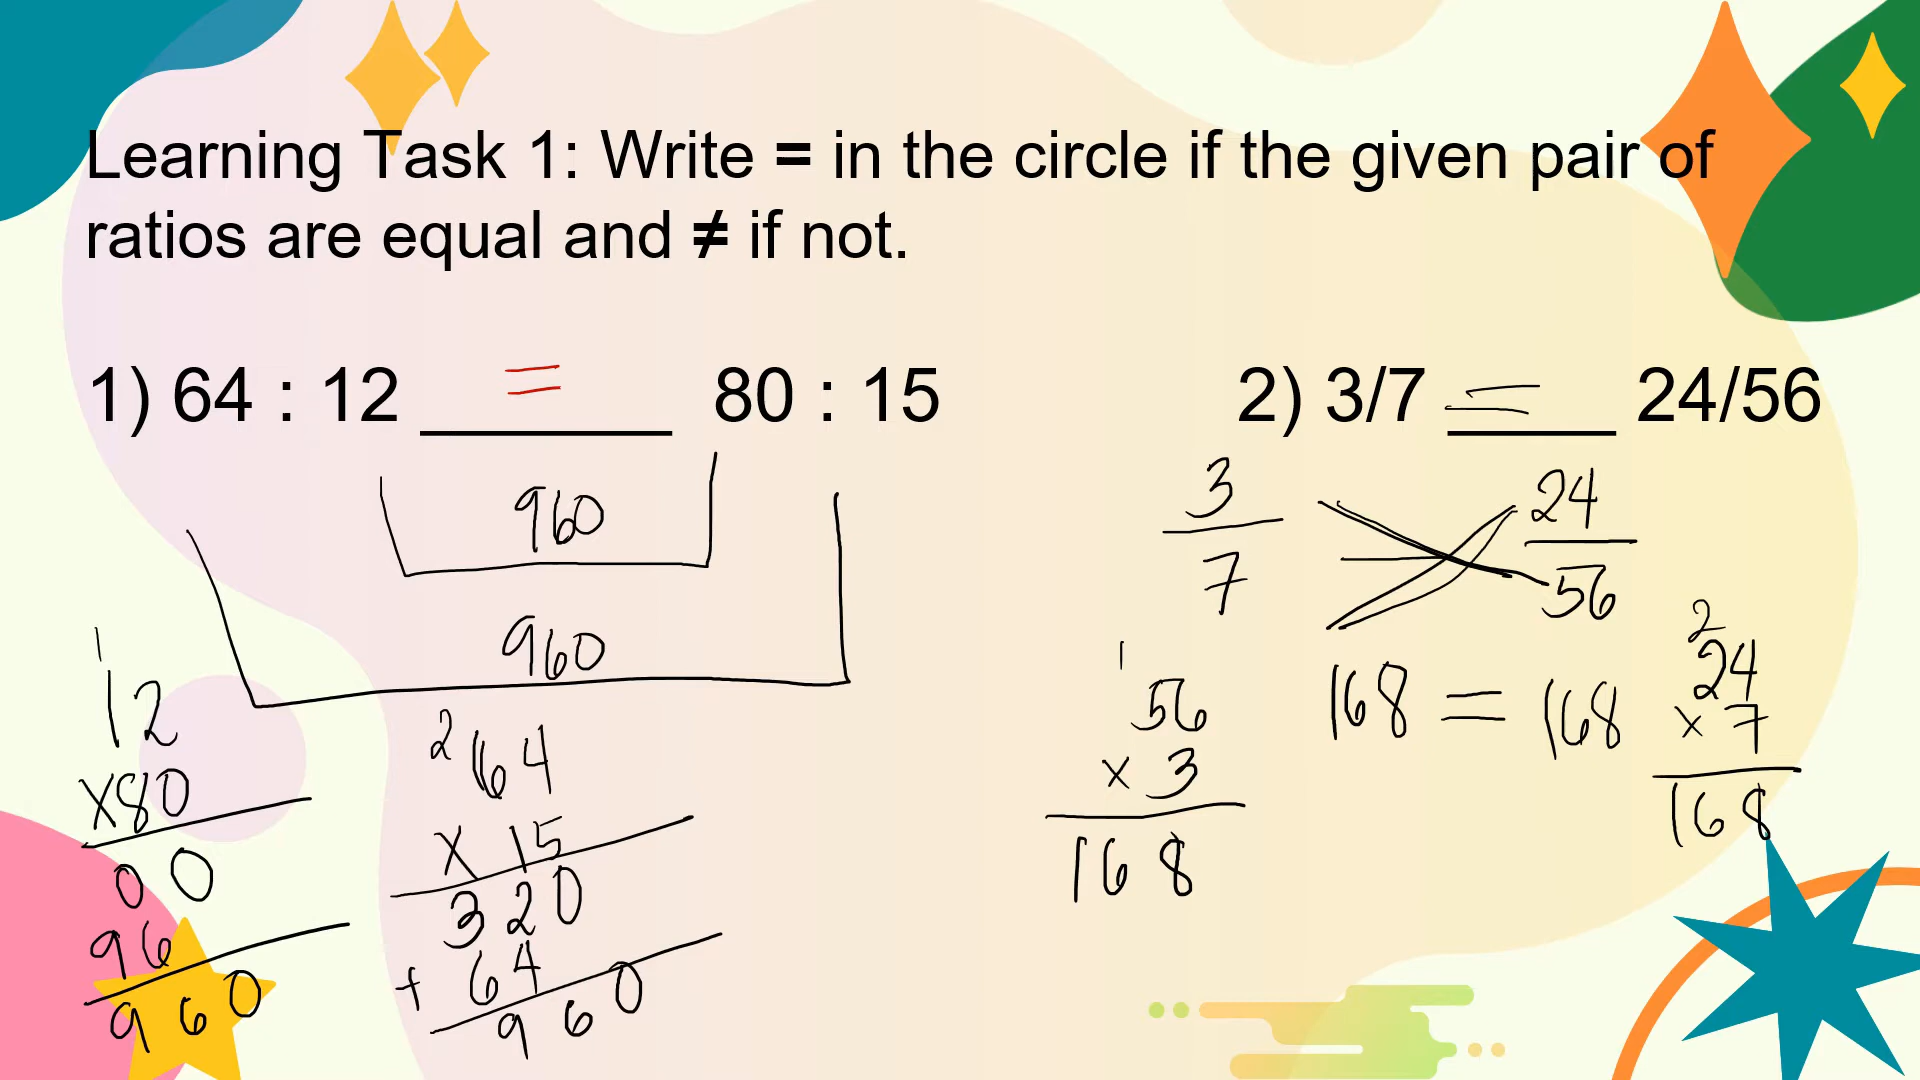 Learning Task 1: Write = in the circle if the given pair of
ratios are equal and ≠ if not.
1) 64 : 12 = 80 : 15
960
960
1
12
x80
00
96
960
2
64
x 15
320
+ 64
960
2) 3/7 = 24/56
3
7
24
56
168 = 168
1
56
x 3
168
2
24
x 7
168